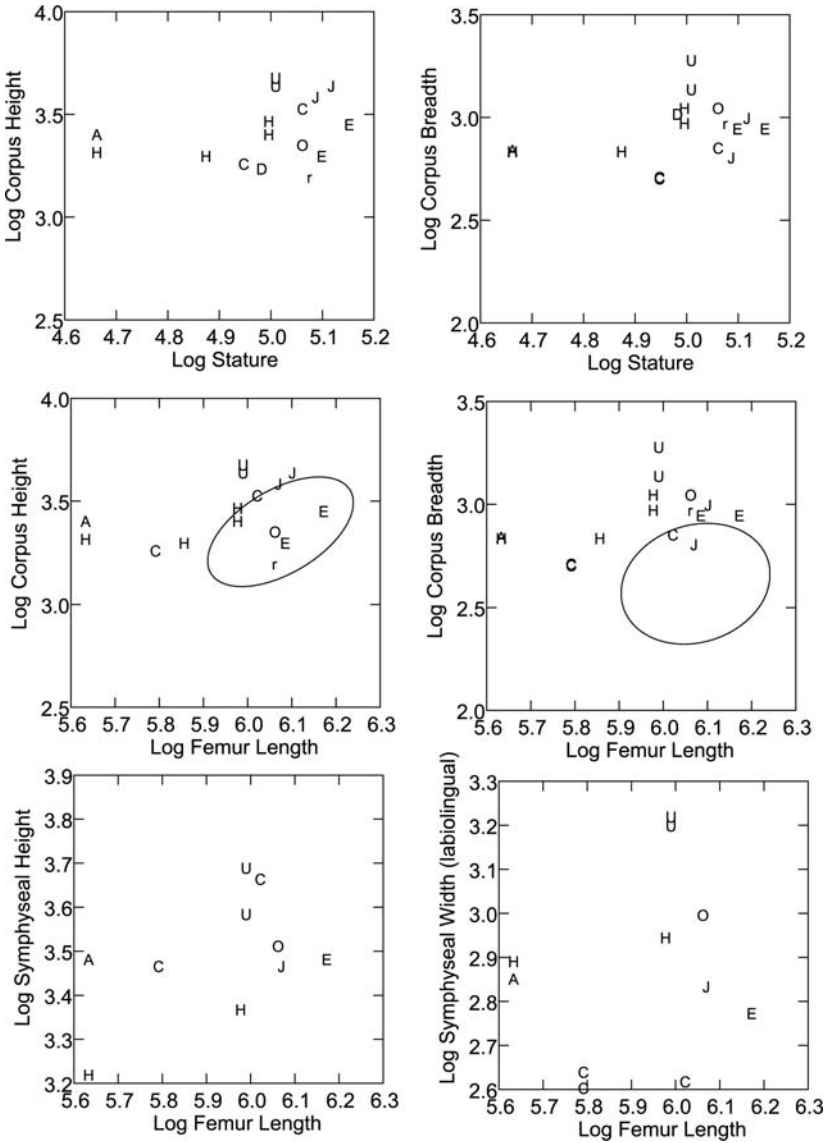 4.0
3.5
3.0
2.5
Log Corpus Height
U
U
J
J
C
H
E
A
H
O
H
H
E
C
D
r
4.6 4.7 4.8 4.9 5.0 5.1 5.2
Log Stature
3.5
3.0
2.5
2.0
Log Corpus Breadth
U
U
H
O
D
J
H
r
E
E
A
H
H
C
J
C
C
4.6 4.7 4.8 4.9 5.0 5.1 5.2
Log Stature
4.0
3.5
3.0
2.5
Log Corpus Height
U
U
J
J
C
H
E
A
H
O
H
H
E
C
r
5.6 5.7 5.8 5.9 6.0 6.1 6.2 6.3
Log Femur Length
3.5
3.0
2.5
2.0
Log Corpus Breadth
U
U
H
O
J
H
r
E
E
A
H
H
C
J
C
C
5.6 5.7 5.8 5.9 6.0 6.1 6.2 6.3
Log Femur Length
3.9
3.8
3.7
3.6
3.5
3.4
3.3
3.2
Log Symphyseal Height
U
C
U
O
A
E
C
J
H
H
5.6 5.7 5.8 5.9 6.0 6.1 6.2 6.3
Log Femur Length
3.3
3.2
3.1
3.0
2.9
2.8
2.7
2.6
Log Symphyseal Width (labiolingual)
U
U
O
H
H
A
J
E
C
C
C
5.6 5.7 5.8 5.9 6.0 6.1 6.2 6.3
Log Femur Length